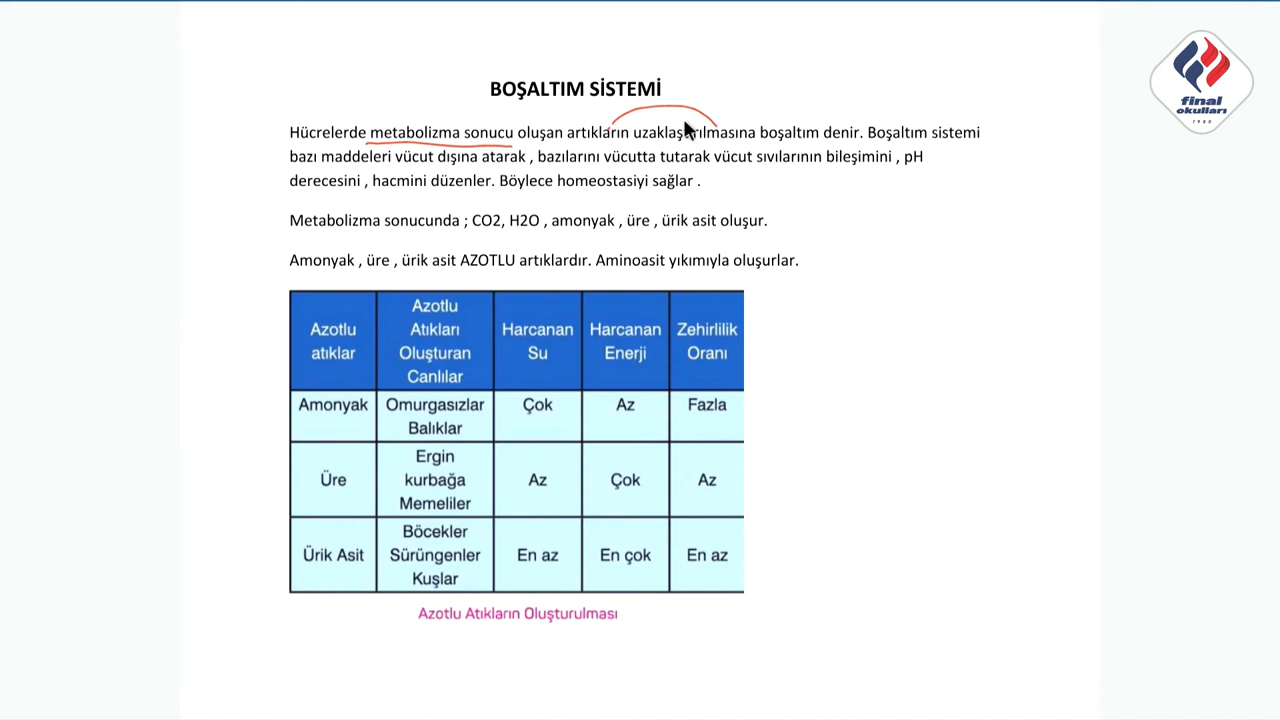 final
okulları
1980
BOŞALTIM SİSTEMİ
Hücrelerde metabolizma sonucu oluşan artıkların uzaklaştırılmasına boşaltım denir. Boşaltım sistemi
bazı maddeleri vücut dışına atarak , bazılarını vücutta tutarak vücut sıvılarının bileşimini , pH
derecesini , hacmini düzenler. Böylece homeostasiyi sağlar .
Metabolizma sonucunda ; CO2, H2O , amonyak , üre , ürik asit oluşur.
Amonyak , üre , ürik asit AZOTLU artıklardır. Aminoasit yıkımıyla oluşurlar.
Azotlu
atıklar
Azotlu
Atıkları
Oluşturan
Canlılar
Harcanan
Su
Harcanan
Enerji
Zehirlilik
Oranı
Amonyak
Omurgasızlar
Balıklar
Çok
Az
Fazla
Üre
Ergin
kurbağa
Memeliler
Az
Çok
Az
Ürik Asit
Böcekler
Sürüngenler
Kuşlar
En az
En çok
En az
Azotlu Atıkların Oluşturulması